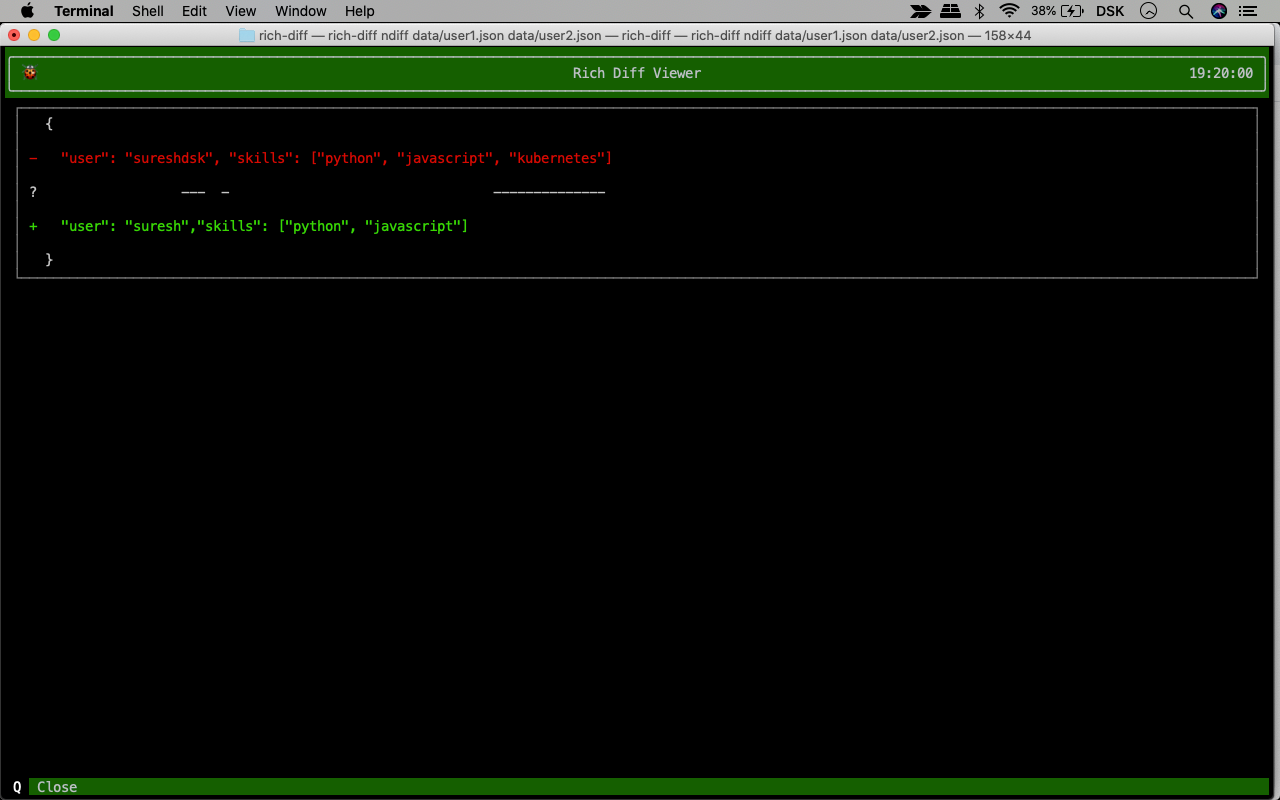 Terminal Shell Edit View Window Help 38% DSK
rich-diff — rich-diff ndiff data/user1.json data/user2.json — rich-diff — rich-diff ndiff data/user1.json data/user2.json — 158×44
Rich Diff Viewer 19:20:00
{
-   "user": "sureshdsk", "skills": ["python", "javascript", "kubernetes"]
?                  ---  -                                 --------------
+   "user": "suresh","skills": ["python", "javascript"]
}
Q Close